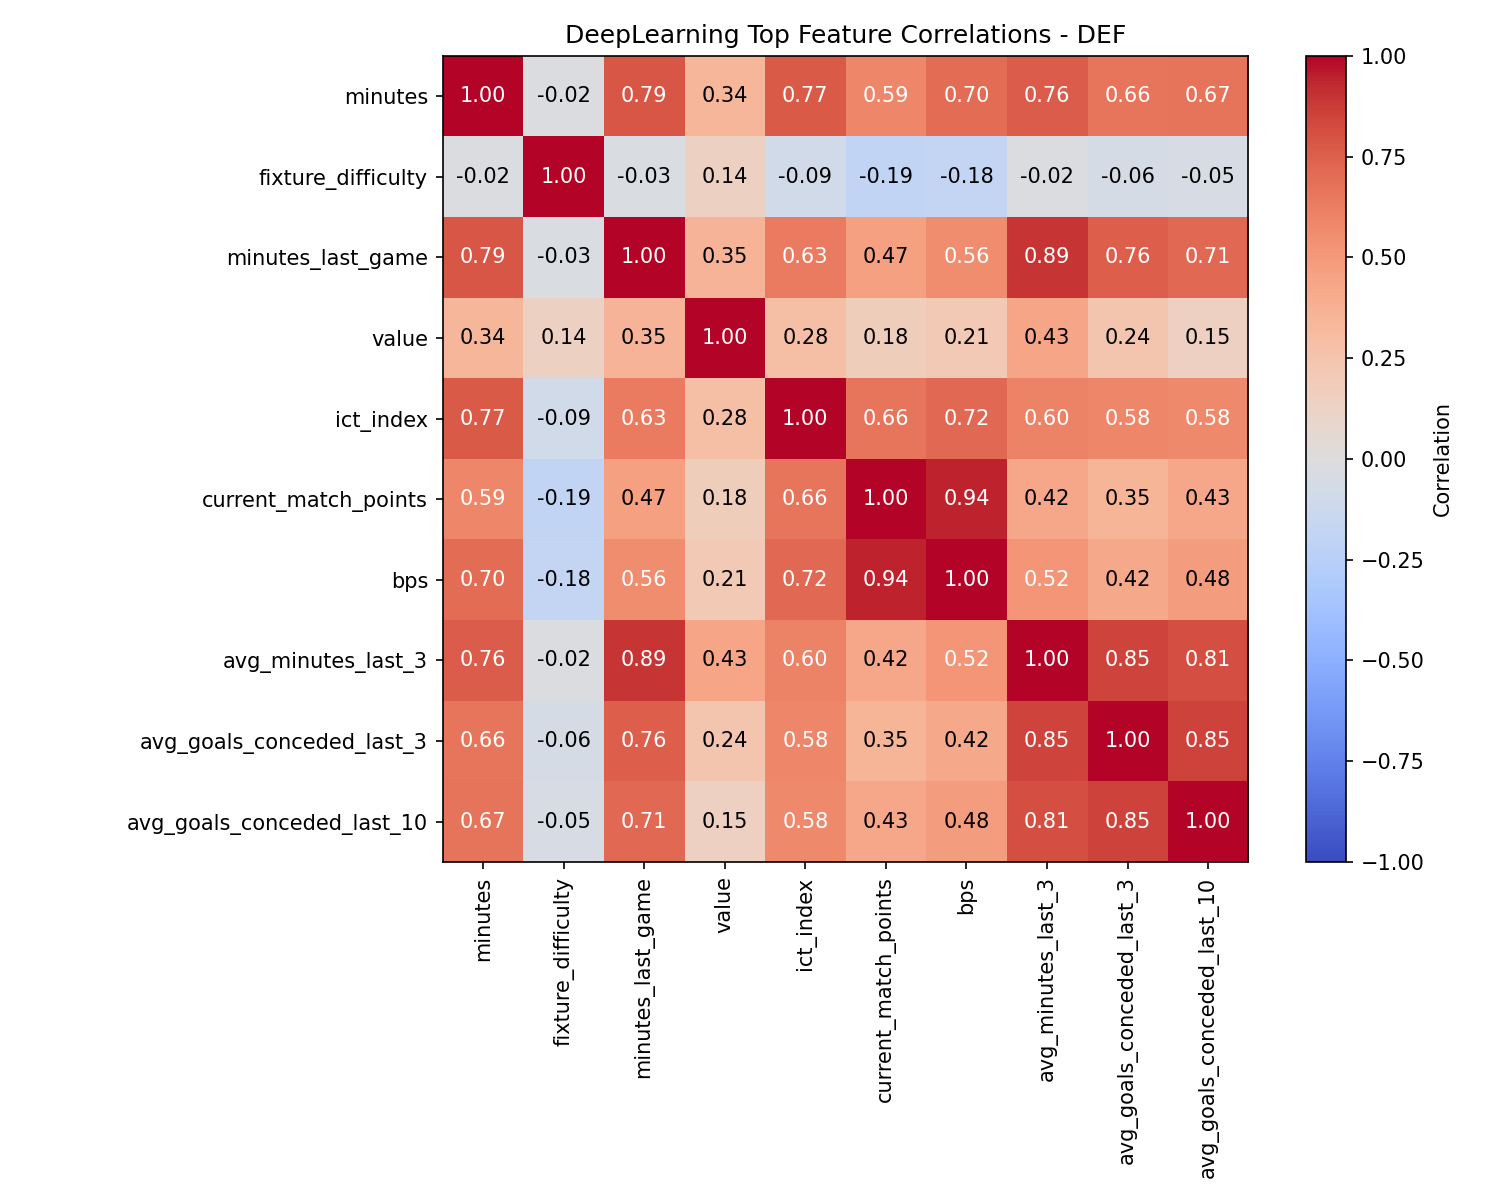 DeepLearning Top Feature Correlations - DEF
minutes 1.00 -0.02 0.79 0.34 0.77 0.59 0.70 0.76 0.66 0.67
fixture_difficulty -0.02 1.00 -0.03 0.14 -0.09 -0.19 -0.18 -0.02 -0.06 -0.05
minutes_last_game 0.79 -0.03 1.00 0.35 0.63 0.47 0.56 0.89 0.76 0.71
value 0.34 0.14 0.35 1.00 0.28 0.18 0.21 0.43 0.24 0.15
ict_index 0.77 -0.09 0.63 0.28 1.00 0.66 0.72 0.60 0.58 0.58
current_match_points 0.59 -0.19 0.47 0.18 0.66 1.00 0.94 0.42 0.35 0.43
bps 0.70 -0.18 0.56 0.21 0.72 0.94 1.00 0.52 0.42 0.48
avg_minutes_last_3 0.76 -0.02 0.89 0.43 0.60 0.42 0.52 1.00 0.85 0.81
avg_goals_conceded_last_3 0.66 -0.06 0.76 0.24 0.58 0.35 0.42 0.85 1.00 0.85
avg_goals_conceded_last_10 0.67 -0.05 0.71 0.15 0.58 0.43 0.48 0.81 0.85 1.00
minutes
fixture_difficulty
minutes_last_game
value
ict_index
current_match_points
bps
avg_minutes_last_3
avg_goals_conceded_last_3
avg_goals_conceded_last_10
1.00
0.75
0.50
0.25
0.00
−0.25
−0.50
−0.75
−1.00
Correlation